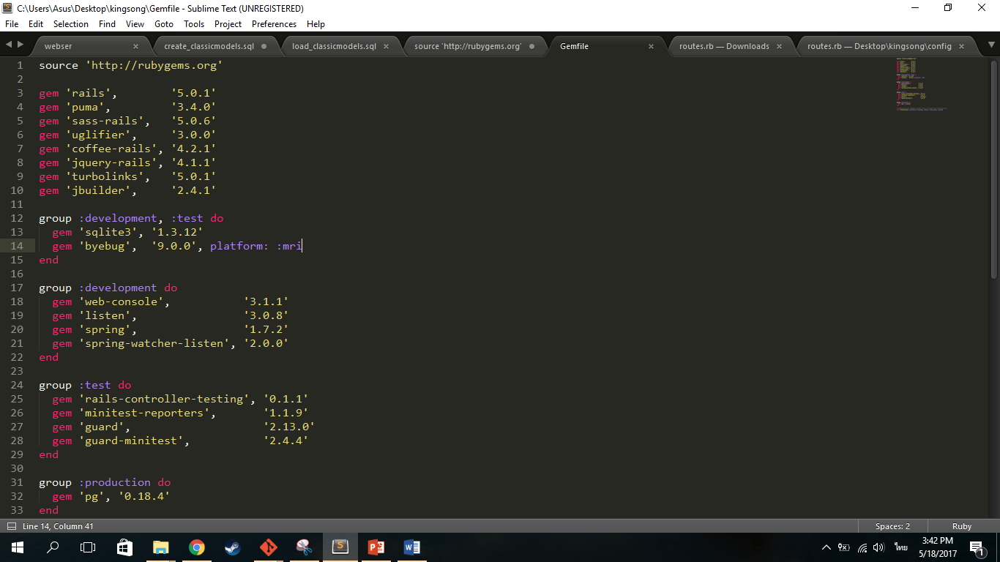 C:\Users\Asus\Desktop\kingsong\Gemfile - Sublime Text (UNREGISTERED)
File Edit Selection Find View Goto Tools Project Preferences Help
webser create_classicmodels.sql load_classicmodels.sql source 'http://rubygems.org' Gemfile routes.rb — Downloads routes.rb — Desktop\kingsong\config
1 source 'http://rubygems.org'
2
3 gem 'rails', '5.0.1'
4 gem 'puma', '3.4.0'
5 gem 'sass-rails', '5.0.6'
6 gem 'uglifier', '3.0.0'
7 gem 'coffee-rails', '4.2.1'
8 gem 'jquery-rails', '4.1.1'
9 gem 'turbolinks', '5.0.1'
10 gem 'jbuilder', '2.4.1'
11
12 group :development, :test do
13 gem 'sqlite3', '1.3.12'
14 gem 'byebug', '9.0.0', platform: :mri
15 end
16
17 group :development do
18 gem 'web-console', '3.1.1'
19 gem 'listen', '3.0.8'
20 gem 'spring', '1.7.2'
21 gem 'spring-watcher-listen', '2.0.0'
22 end
23
24 group :test do
25 gem 'rails-controller-testing', '0.1.1'
26 gem 'minitest-reporters', '1.1.9'
27 gem 'guard', '2.13.0'
28 gem 'guard-minitest', '2.4.4'
29 end
30
31 group :production do
32 gem 'pg', '0.18.4'
33 end
Line 14, Column 41 Spaces: 2 Ruby
ไทย 3:42 PM
5/18/2017
1